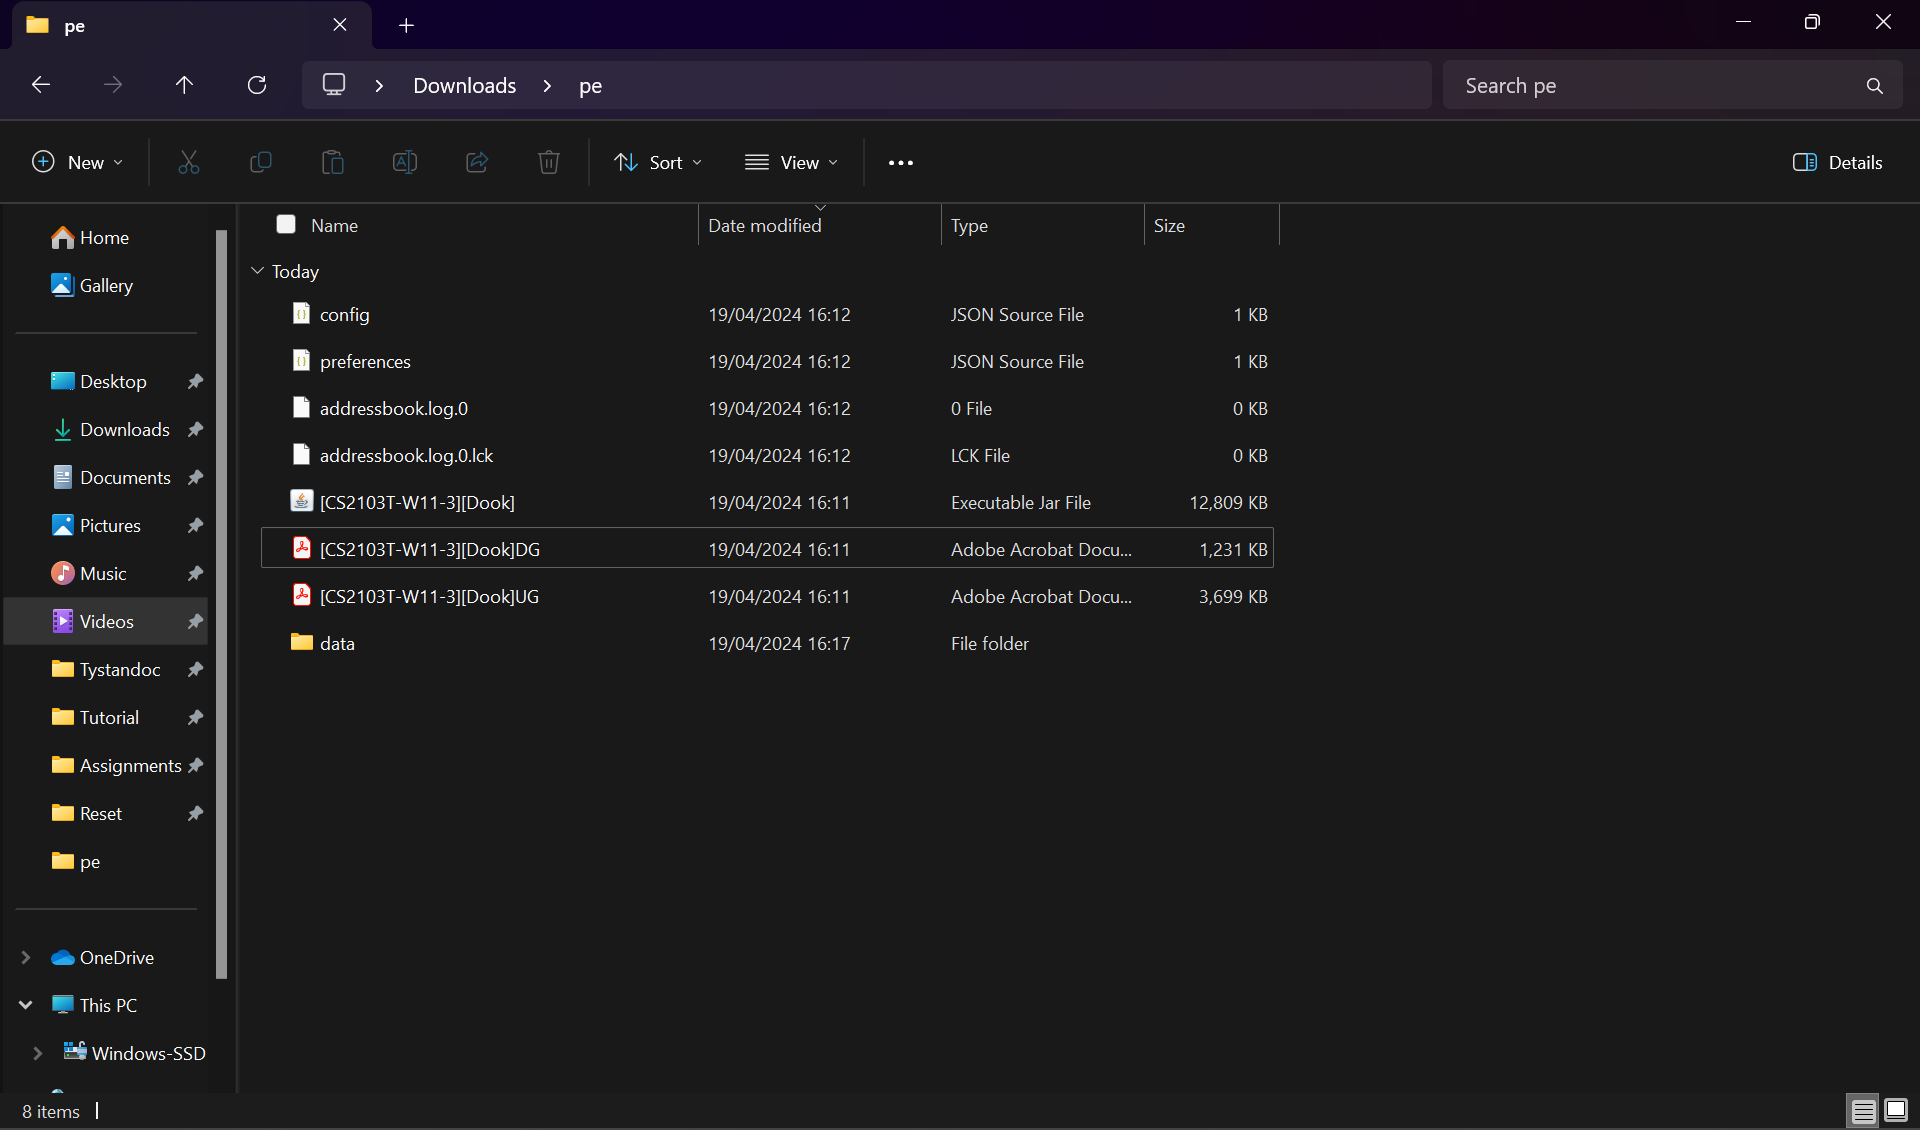 pe
Downloads
pe
Search pe
New
Sort
View
Details
Home
Gallery
Desktop
Downloads
Documents
Pictures
Music
Videos
Tystandoc
Tutorial
Assignments
Reset
pe
OneDrive
This PC
Windows-SSD
Name Date modified Type Size
Today
config 19/04/2024 16:12 JSON Source File 1 KB
preferences 19/04/2024 16:12 JSON Source File 1 KB
addressbook.log.0 19/04/2024 16:12 0 File 0 KB
addressbook.log.0.lck 19/04/2024 16:12 LCK File 0 KB
[CS2103T-W11-3][Dook] 19/04/2024 16:11 Executable Jar File 12,809 KB
[CS2103T-W11-3][Dook]DG 19/04/2024 16:11 Adobe Acrobat Docu... 1,231 KB
[CS2103T-W11-3][Dook]UG 19/04/2024 16:11 Adobe Acrobat Docu... 3,699 KB
data 19/04/2024 16:17 File folder
8 items